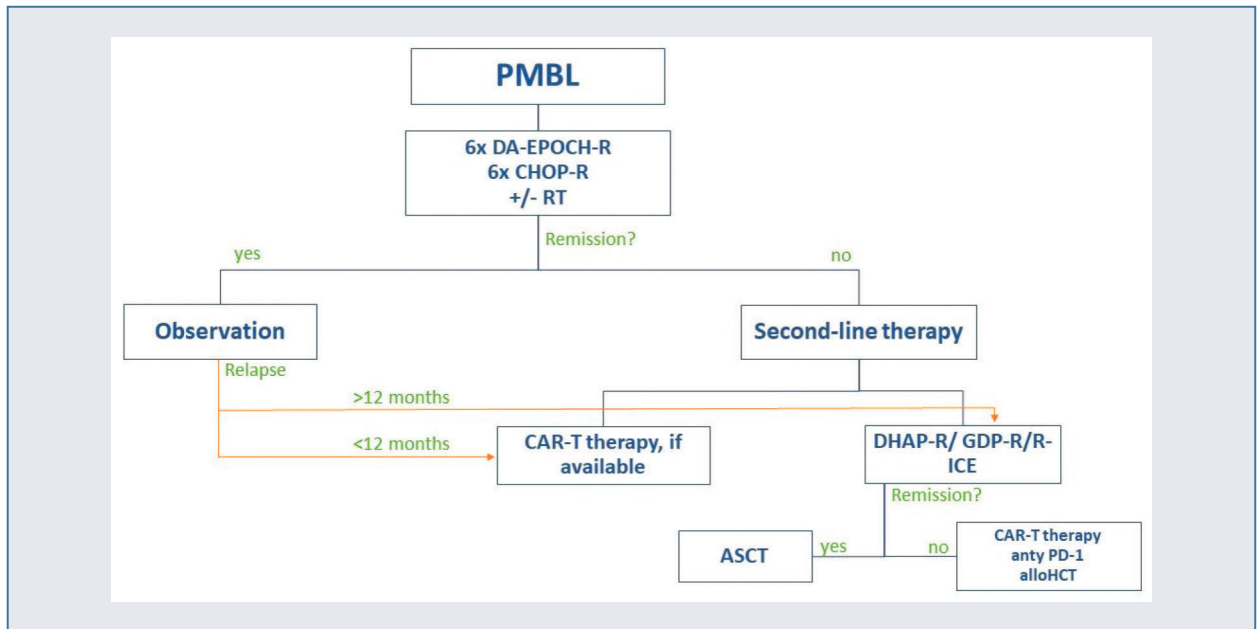 PMBL
6x DA-EPOCH-R
6x CHOP-R
+/- RT
Remission?
yes
no
Observation
Second-line therapy
Relapse
>12 months
<12 months
CAR-T therapy, if
available
DHAP-R/ GDP-R/R-
ICE
Remission?
ASCT
yes
no
CAR-T therapy
anty PD-1
alloHCT